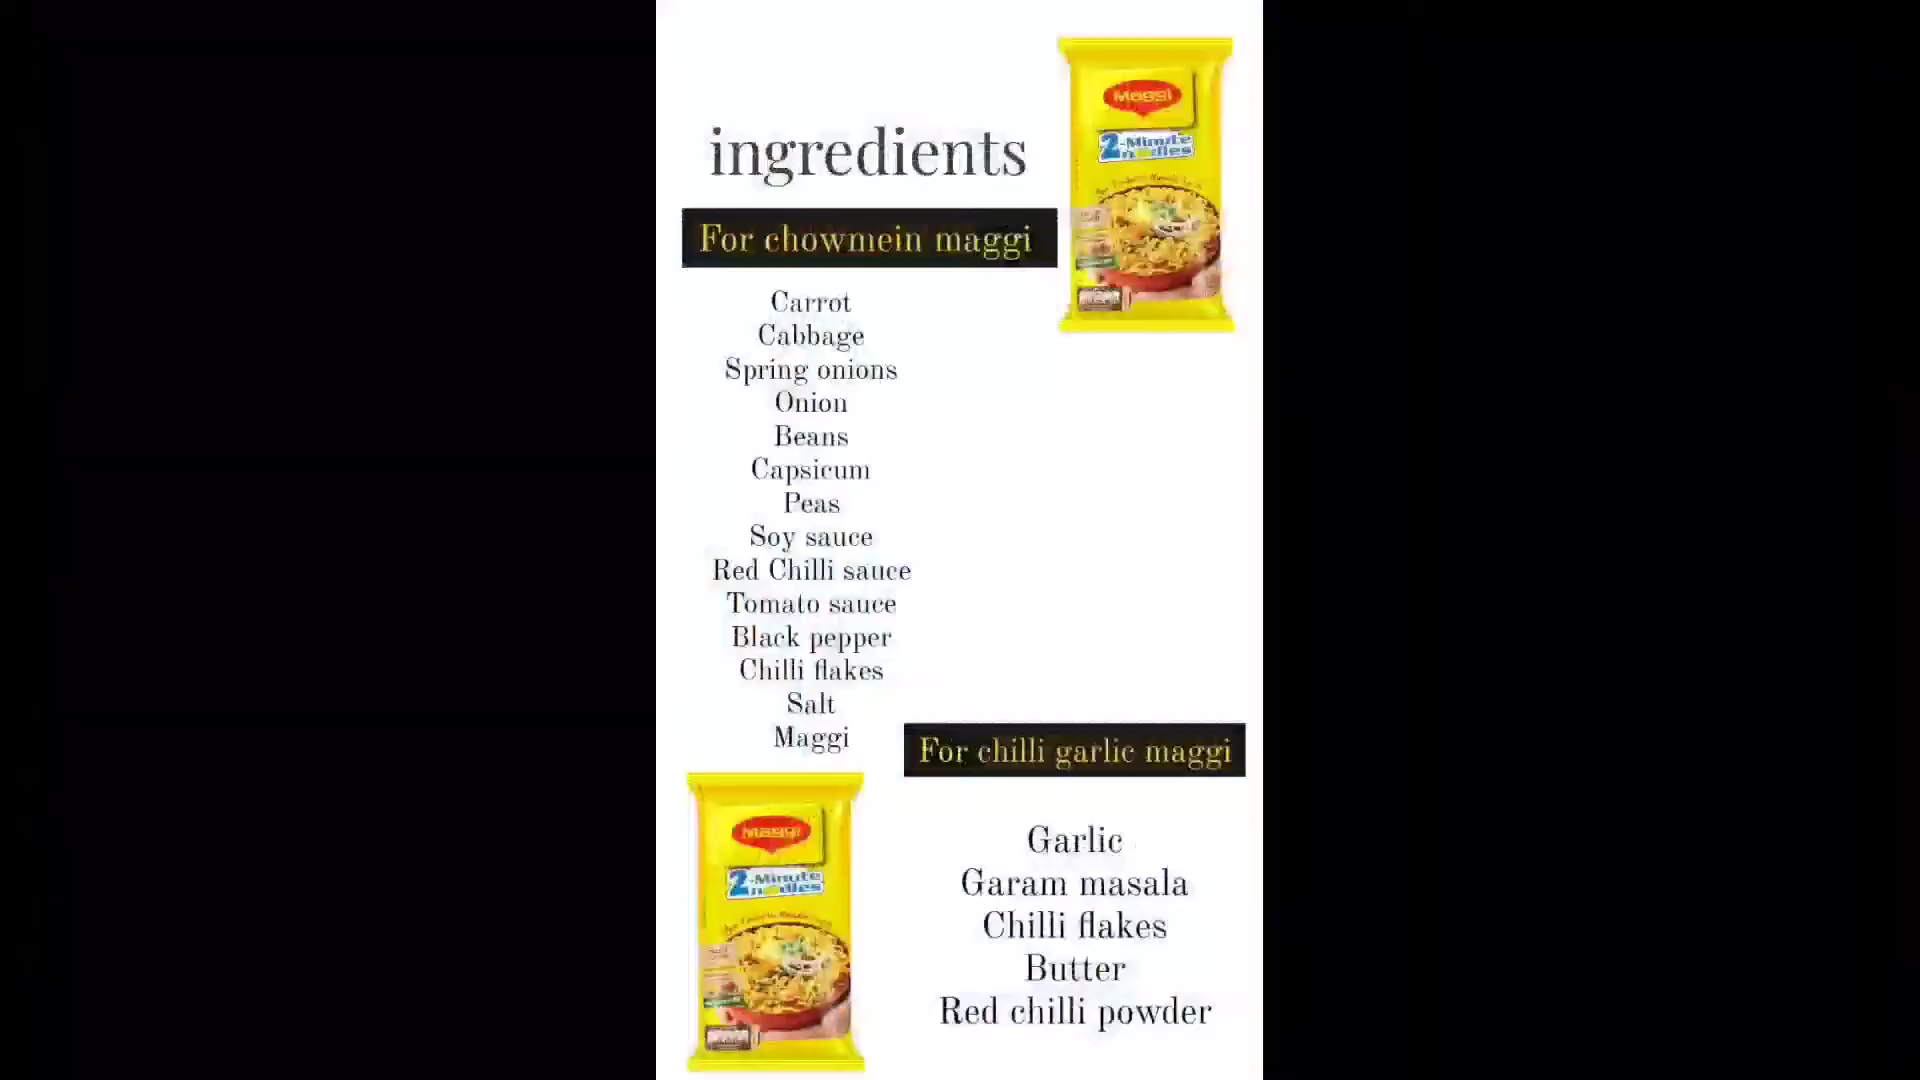 ingredients
For chowmein maggi
Carrot
Cabbage
Spring onions
Onion
Beans
Capsicum
Peas
Soy sauce
Red Chilli sauce
Tomato sauce
Black pepper
Chilli flakes
Salt
Maggi
For chilli garlic maggi
Garlic
Garam masala
Chilli flakes
Butter
Red chilli powder
Maggi
2-Minute
noodles
Maggi
2-Minute
noodles